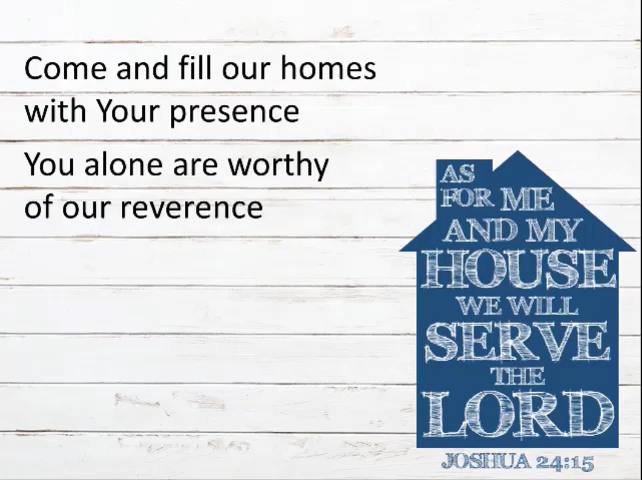 Come and fill our homes
with Your presence
You alone are worthy
of our reverence
AS
FOR ME
AND MY
HOUSE
WE WILL
SERVE
THE
LORD
JOSHUA 24:15